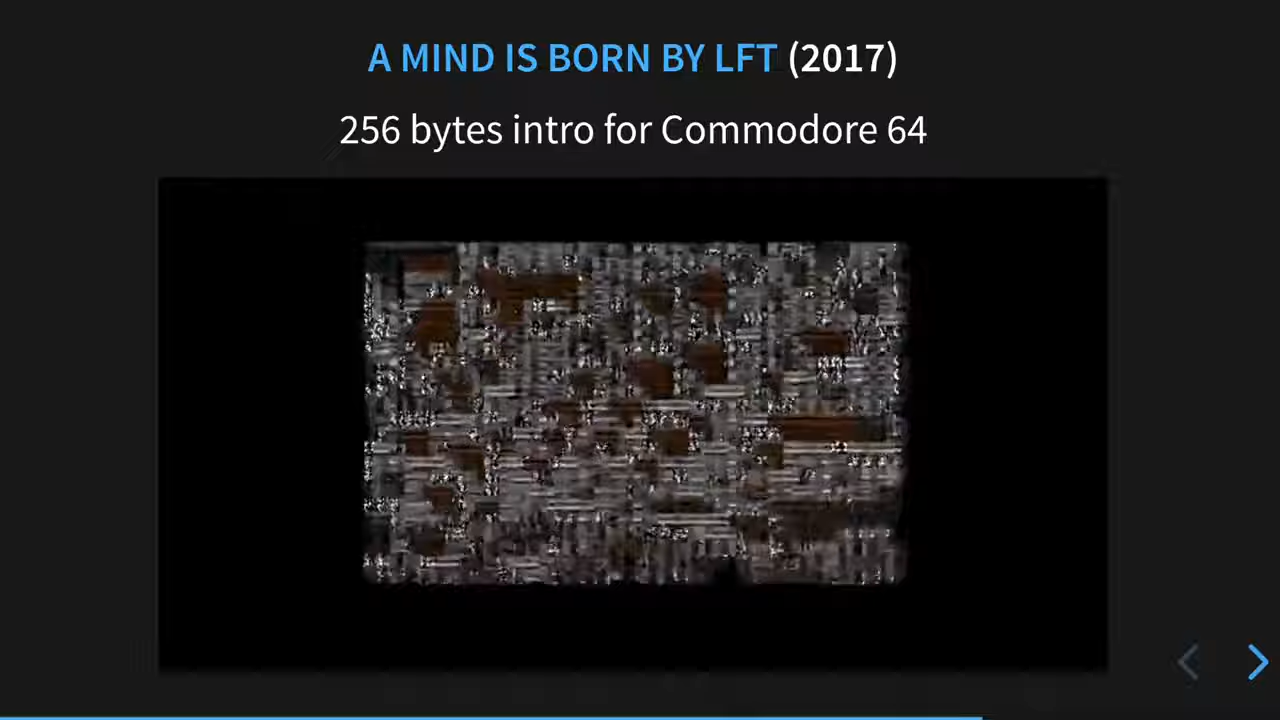 A MIND IS BORN BY LFT (2017)
256 bytes intro for Commodore 64